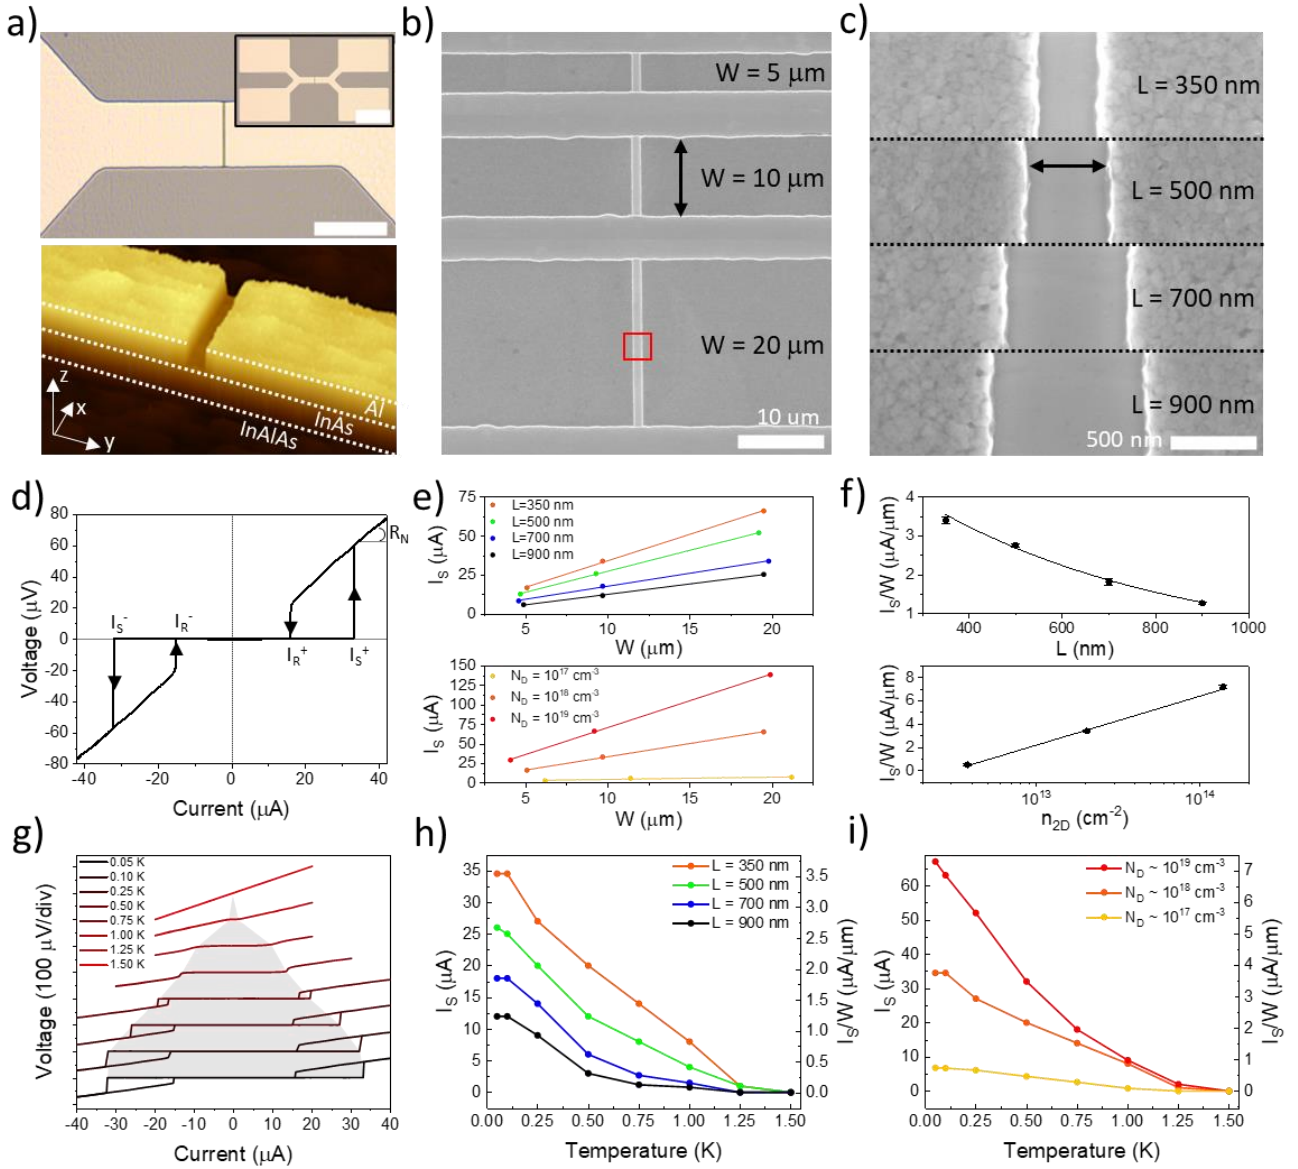 a)
z
x
y
Al
InAs
InAlAs
b)
W = 5 μm
W = 10 μm
W = 20 μm
10 um
c)
L = 350 nm
L = 500 nm
L = 700 nm
L = 900 nm
500 nm
d)
80
60
40
20
0
-20
-40
-60
-80
Voltage (μV)
-40
-20
0
20
40
Current (μA)
I_S^-
I_R^-
I_R^+
I_S^+
R_N
e)
75
50
25
0
I_S (μA)
L=350 nm
L=500 nm
L=700 nm
L=900 nm
5
10
15
20
W (μm)
150
125
100
75
50
25
0
I_S (μA)
N_D = 10^17 cm^-3
N_D = 10^18 cm^-3
N_D = 10^19 cm^-3
5
10
15
20
W (μm)
f)
4
3
2
1
I_S/W (μA/μm)
400
600
800
1000
L (nm)
8
6
4
2
0
I_S/W (μA/μm)
10^13
10^14
n_2D (cm^-2)
g)
Voltage (100 μV/div)
0.05 K
0.10 K
0.25 K
0.50 K
0.75 K
1.00 K
1.25 K
1.50 K
-40
-30
-20
-10
0
10
20
30
40
Current (μA)
h)
35
30
25
20
15
10
5
0
I_S (μA)
L = 350 nm
L = 500 nm
L = 700 nm
L = 900 nm
3.5
3.0
2.5
2.0
1.5
1.0
0.5
0.0
I_S/W (μA/μm)
0.00
0.25
0.50
0.75
1.00
1.25
1.50
Temperature (K)
i)
60
50
40
30
20
10
0
I_S (μA)
N_D ~ 10^19 cm^-3
N_D ~ 10^18 cm^-3
N_D ~ 10^17 cm^-3
7
6
5
4
3
2
1
0
I_S/W (μA/μm)
0.00
0.25
0.50
0.75
1.00
1.25
1.50
Temperature (K)